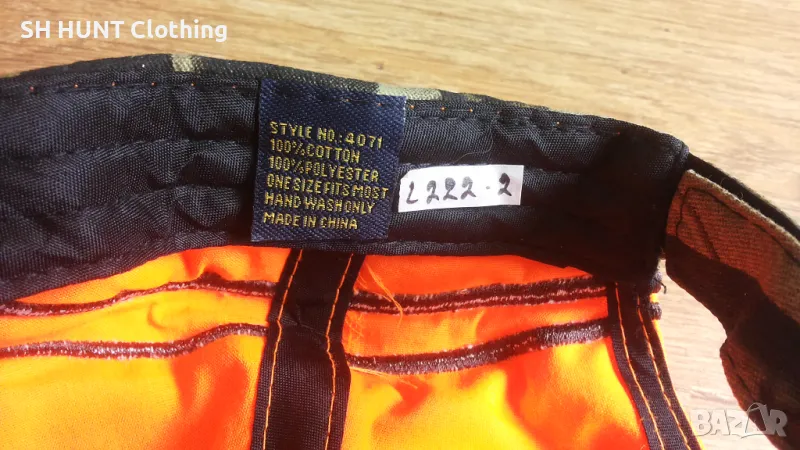 SH HUNT Clothing
STYLE NO.:4071
100%COTTON
100%POLYESTER
ONE SIZE FITS MOST
HAND WASH ONLY
MADE IN CHINA
L222-2
BAZAR